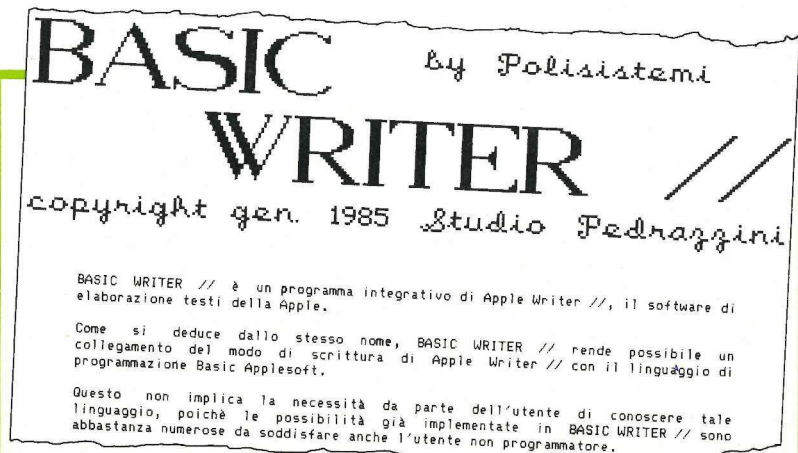 BASIC by Polisistemi
WRITER //
copyright gen. 1985 Studio Pedrazzini
BASIC WRITER // è un programma integrativo di Apple Writer //, il software di
elaborazione testi della Apple.
Come si deduce dallo stesso nome, BASIC WRITER // rende possibile un
collegamento del modo di scrittura di Apple Writer // con il linguaggio di
programmazione Basic Applesoft.
Questo non implica la necessità da parte dell'utente di conoscere tale
linguaggio, poichè le possibilità già implementate in BASIC WRITER // sono
abbastanza numerose da soddisfare anche l'utente non programmatore.